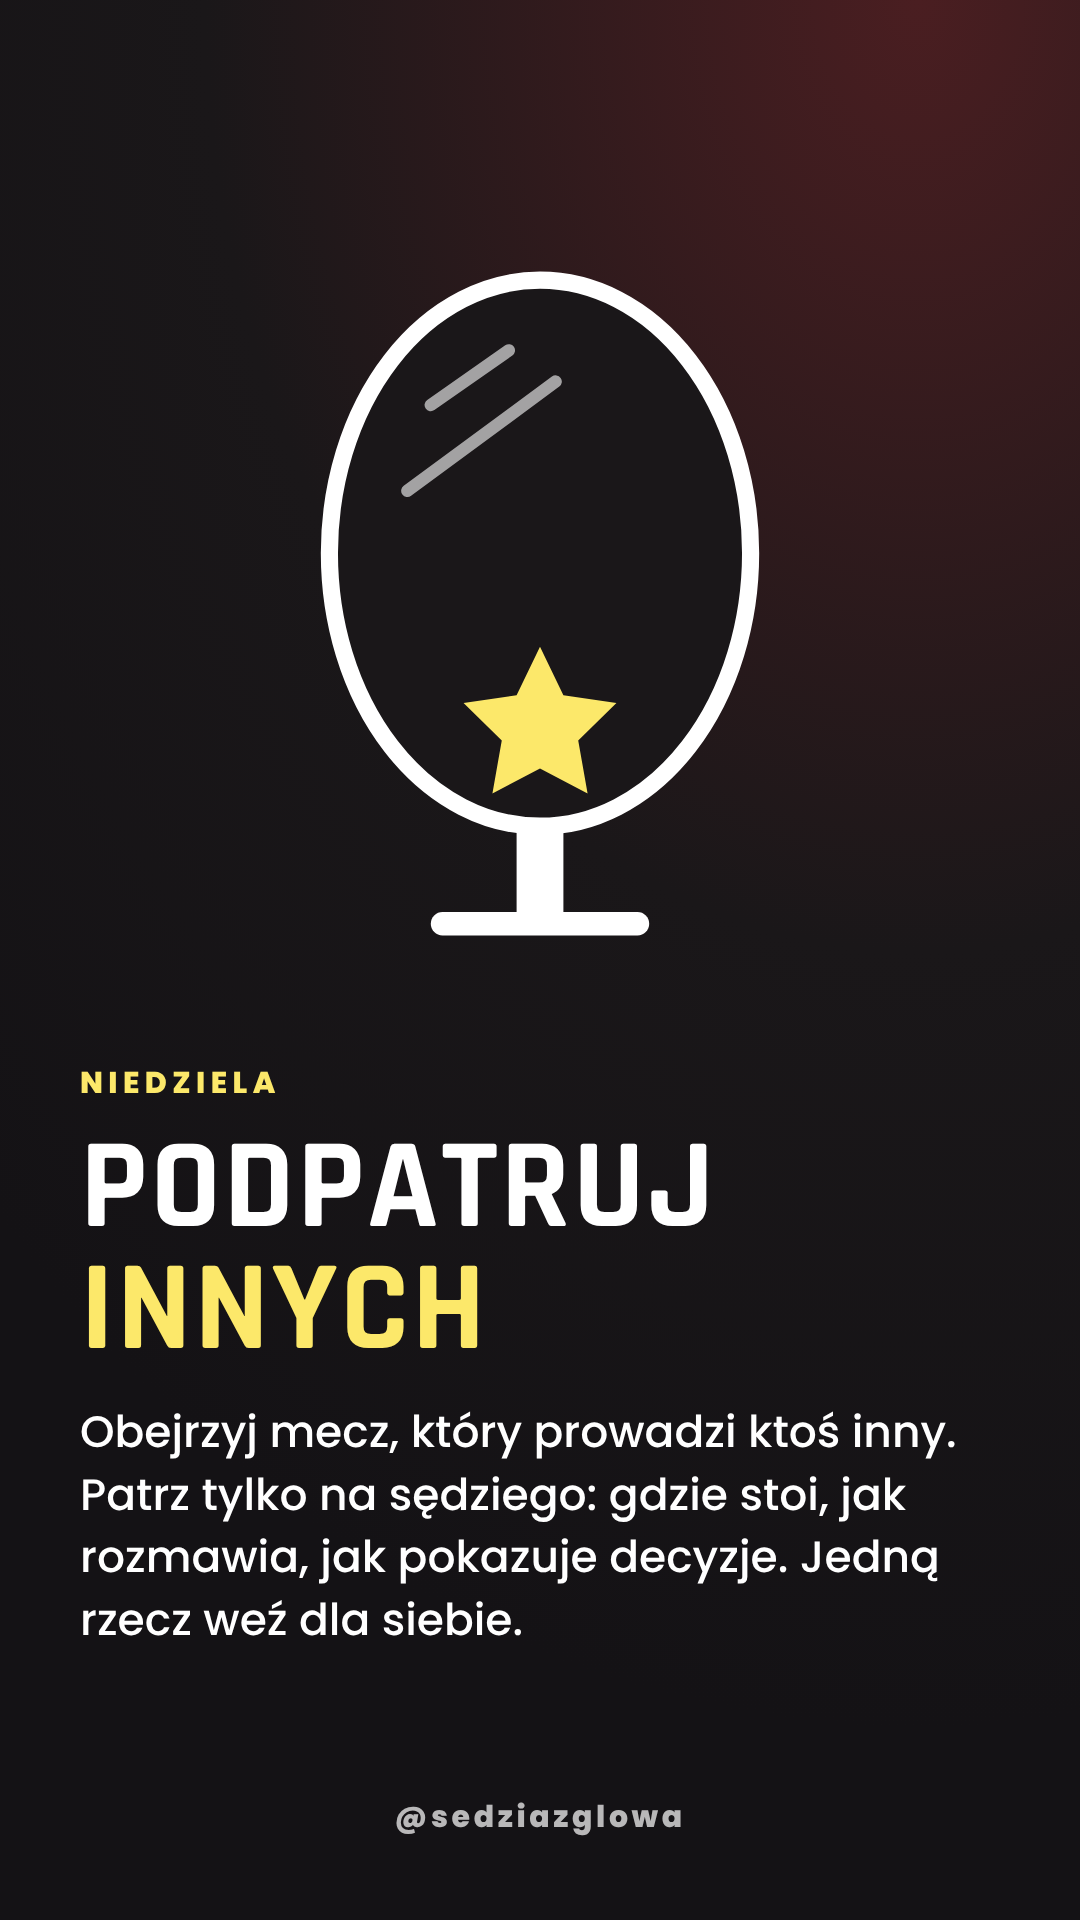 NIEDZIELA
PODPATRUJ
INNYCH
Obejrzyj mecz, który prowadzi ktoś inny.
Patrz tylko na sędziego: gdzie stoi, jak
rozmawia, jak pokazuje decyzje. Jedną
rzecz weź dla siebie.
@sedziazglowa